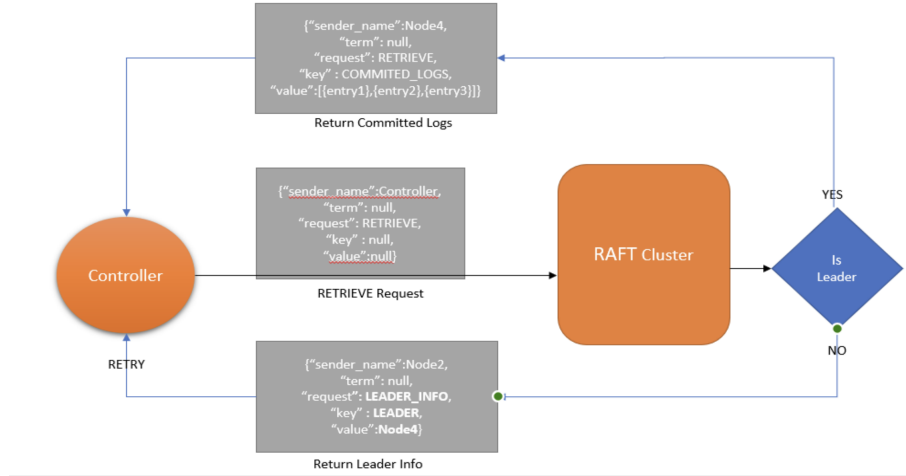 {“sender_name”:Node4,
“term”: null,
“request”: RETRIEVE,
“key” : COMMITED_LOGS,
“value”:[{entry1},{entry2},{entry3}]}
Return Committed Logs
{“sender_name”:Controller,
“term”: null,
“request”: RETRIEVE,
“key” : null,
“value”:null}
RETRIEVE Request
Controller
RAFT Cluster
YES
Is
Leader
NO
RETRY
{“sender_name”:Node2,
“term”: null,
“request”: LEADER_INFO,
“key” : LEADER,
“value”:Node4}
Return Leader Info